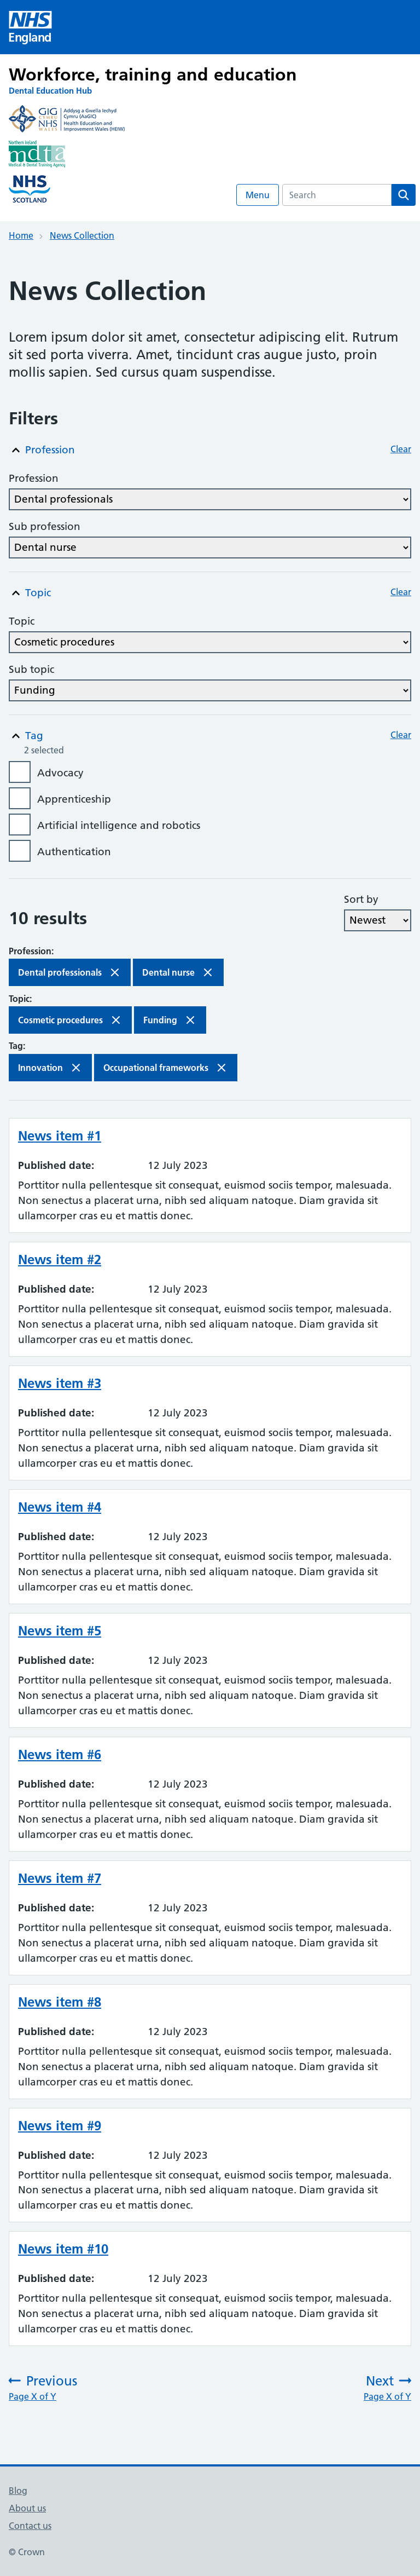 NHS
England
Workforce, training and education
Dental Education Hub
GIG
CYMRU
NHS
WALES
Addysg a Gwella Iechyd
Cymru (AaGIC)
Health Education and
Improvement Wales (HEIW)
Northern Ireland
mdta
Medical & Dental Training Agency
NHS
SCOTLAND
Menu
Search
Home
News Collection
News Collection
Lorem ipsum dolor sit amet, consectetur adipiscing elit. Rutrum
sit sed porta viverra. Amet, tincidunt cras augue justo, proin
mollis sapien. Sed cursus quam suspendisse.
Filters
Profession
Clear
Profession
Dental professionals
Sub profession
Dental nurse
Topic
Clear
Topic
Cosmetic procedures
Sub topic
Funding
Tag
Clear
2 selected
Advocacy
Apprenticeship
Artificial intelligence and robotics
Authentication
Sort by
10 results
Newest
Profession:
Dental professionals
Dental nurse
Topic:
Cosmetic procedures
Funding
Tag:
Innovation
Occupational frameworks
News item #1
Published date: 12 July 2023
Porttitor nulla pellentesque sit consequat, euismod sociis tempor, malesuada.
Non senectus a placerat urna, nibh sed aliquam natoque. Diam gravida sit
ullamcorper cras eu et mattis donec.
News item #2
Published date: 12 July 2023
Porttitor nulla pellentesque sit consequat, euismod sociis tempor, malesuada.
Non senectus a placerat urna, nibh sed aliquam natoque. Diam gravida sit
ullamcorper cras eu et mattis donec.
News item #3
Published date: 12 July 2023
Porttitor nulla pellentesque sit consequat, euismod sociis tempor, malesuada.
Non senectus a placerat urna, nibh sed aliquam natoque. Diam gravida sit
ullamcorper cras eu et mattis donec.
News item #4
Published date: 12 July 2023
Porttitor nulla pellentesque sit consequat, euismod sociis tempor, malesuada.
Non senectus a placerat urna, nibh sed aliquam natoque. Diam gravida sit
ullamcorper cras eu et mattis donec.
News item #5
Published date: 12 July 2023
Porttitor nulla pellentesque sit consequat, euismod sociis tempor, malesuada.
Non senectus a placerat urna, nibh sed aliquam natoque. Diam gravida sit
ullamcorper cras eu et mattis donec.
News item #6
Published date: 12 July 2023
Porttitor nulla pellentesque sit consequat, euismod sociis tempor, malesuada.
Non senectus a placerat urna, nibh sed aliquam natoque. Diam gravida sit
ullamcorper cras eu et mattis donec.
News item #7
Published date: 12 July 2023
Porttitor nulla pellentesque sit consequat, euismod sociis tempor, malesuada.
Non senectus a placerat urna, nibh sed aliquam natoque. Diam gravida sit
ullamcorper cras eu et mattis donec.
News item #8
Published date: 12 July 2023
Porttitor nulla pellentesque sit consequat, euismod sociis tempor, malesuada.
Non senectus a placerat urna, nibh sed aliquam natoque. Diam gravida sit
ullamcorper cras eu et mattis donec.
News item #9
Published date: 12 July 2023
Porttitor nulla pellentesque sit consequat, euismod sociis tempor, malesuada.
Non senectus a placerat urna, nibh sed aliquam natoque. Diam gravida sit
ullamcorper cras eu et mattis donec.
News item #10
Published date: 12 July 2023
Porttitor nulla pellentesque sit consequat, euismod sociis tempor, malesuada.
Non senectus a placerat urna, nibh sed aliquam natoque. Diam gravida sit
ullamcorper cras eu et mattis donec.
Previous
Page X of Y
Next
Page X of Y
Blog
About us
Contact us
© Crown